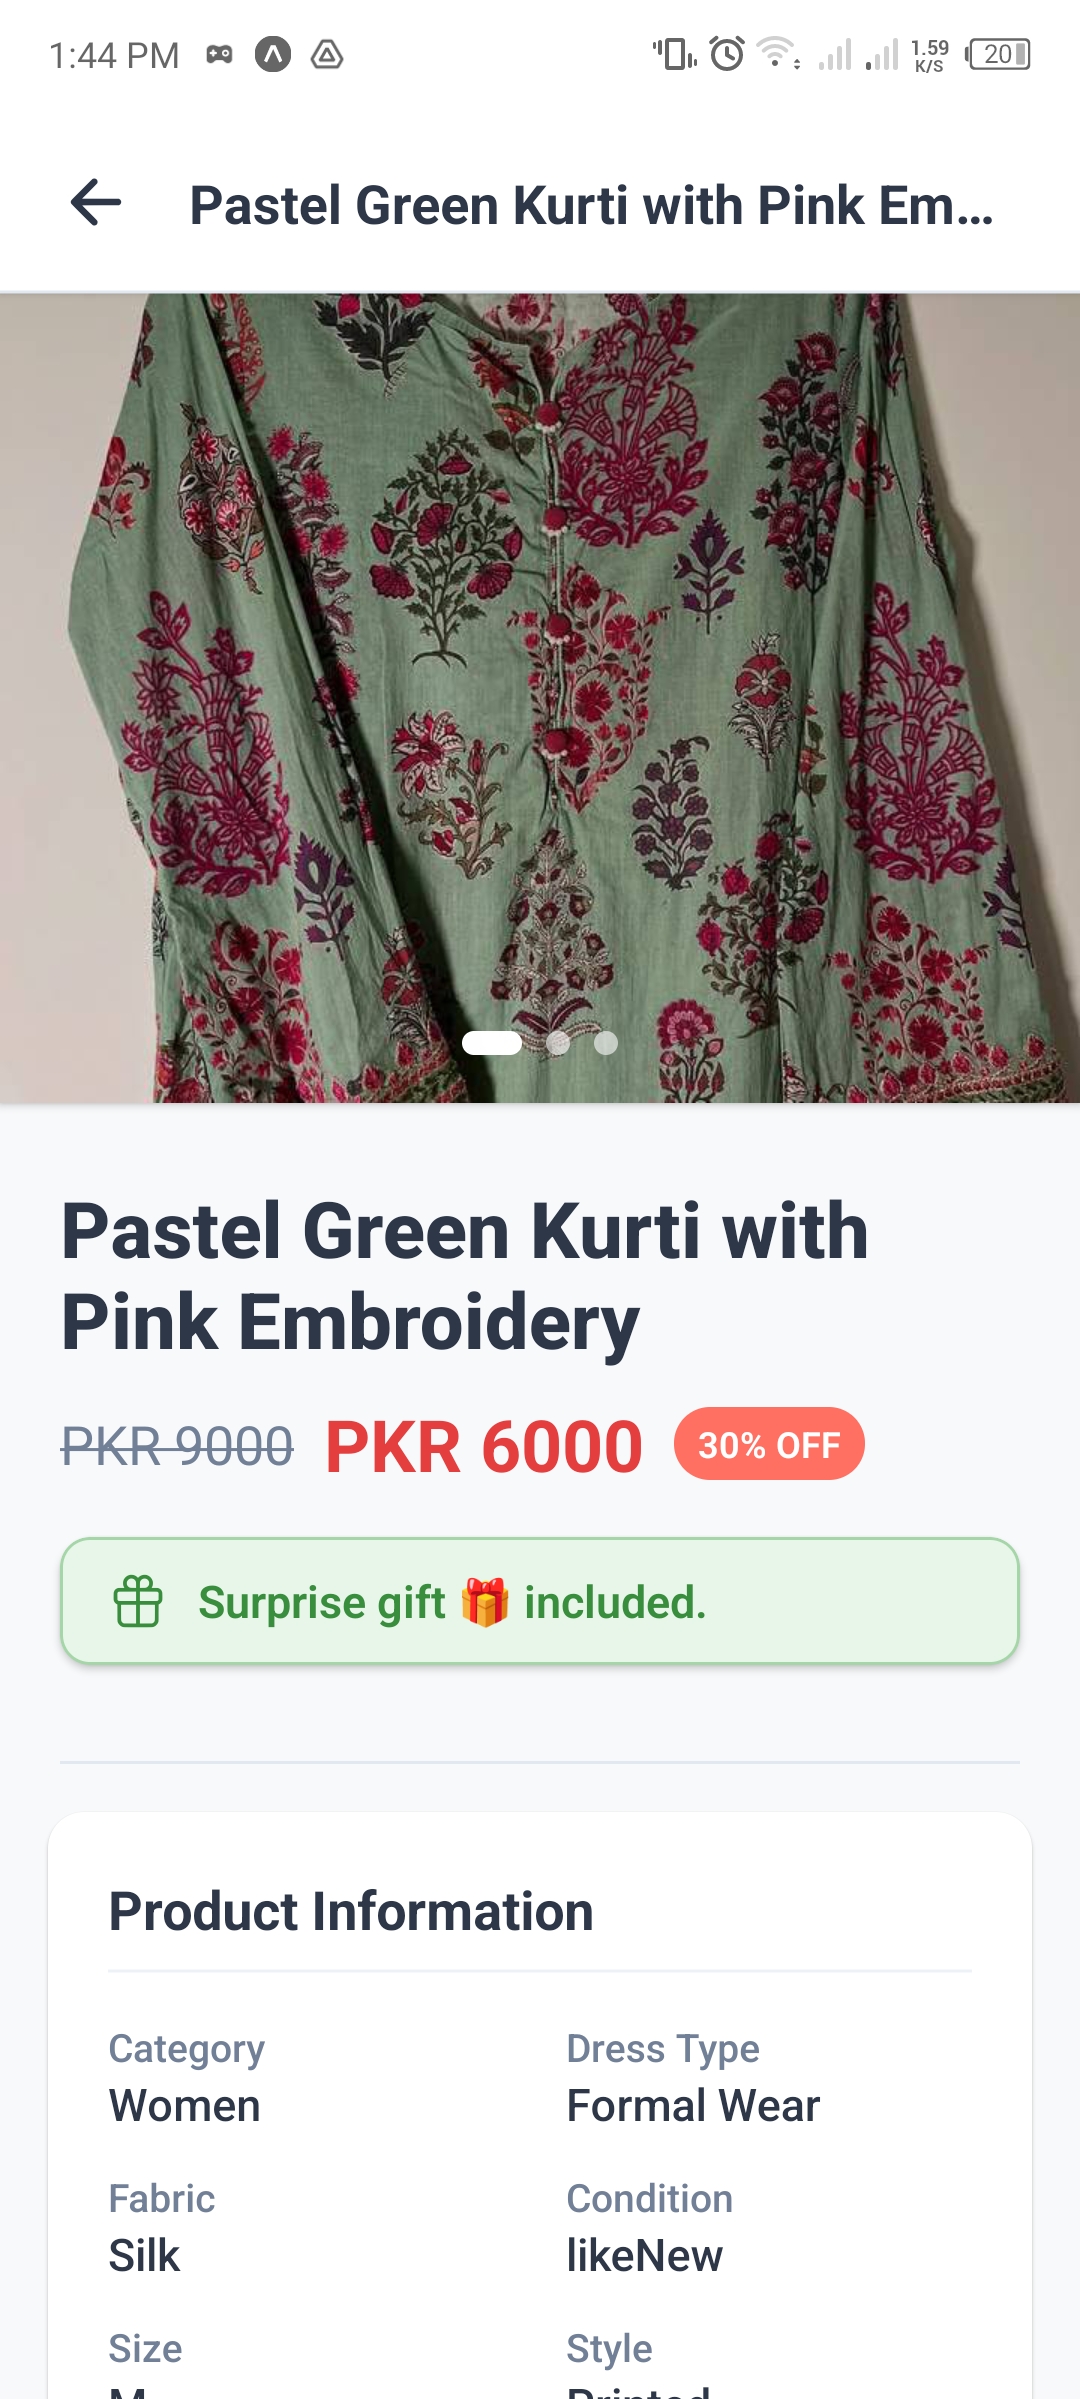 1:44 PM
1.59
K/S
20
Pastel Green Kurti with Pink Em...
Pastel Green Kurti with
Pink Embroidery
PKR 9000 PKR 6000 30% OFF
Surprise gift 🎁 included.
Product Information
Category Dress Type
Women Formal Wear
Fabric Condition
Silk likeNew
Size Style
M Printed